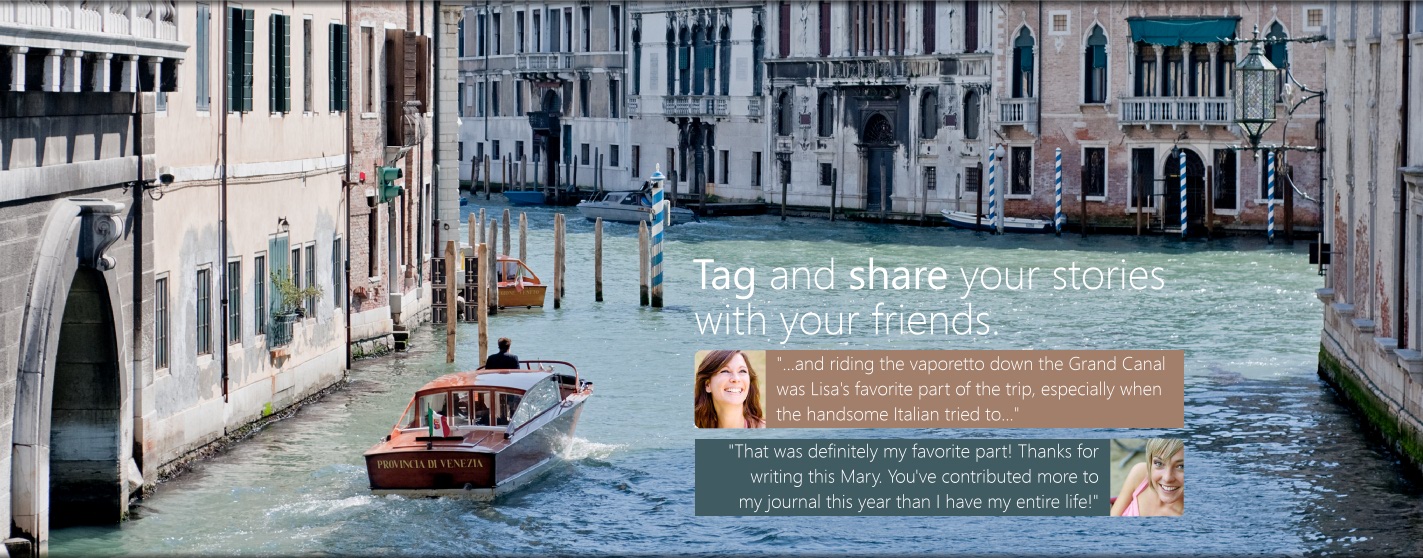 Tag and share your stories
with your friends.
"...and riding the vaporetto down the Grand Canal
was Lisa's favorite part of the trip, especially when
the handsome Italian tried to..."
"That was definitely my favorite part! Thanks for
writing this Mary. You've contributed more to
my journal this year than I have my entire life!"
PROVINCIA DI VENEZIA